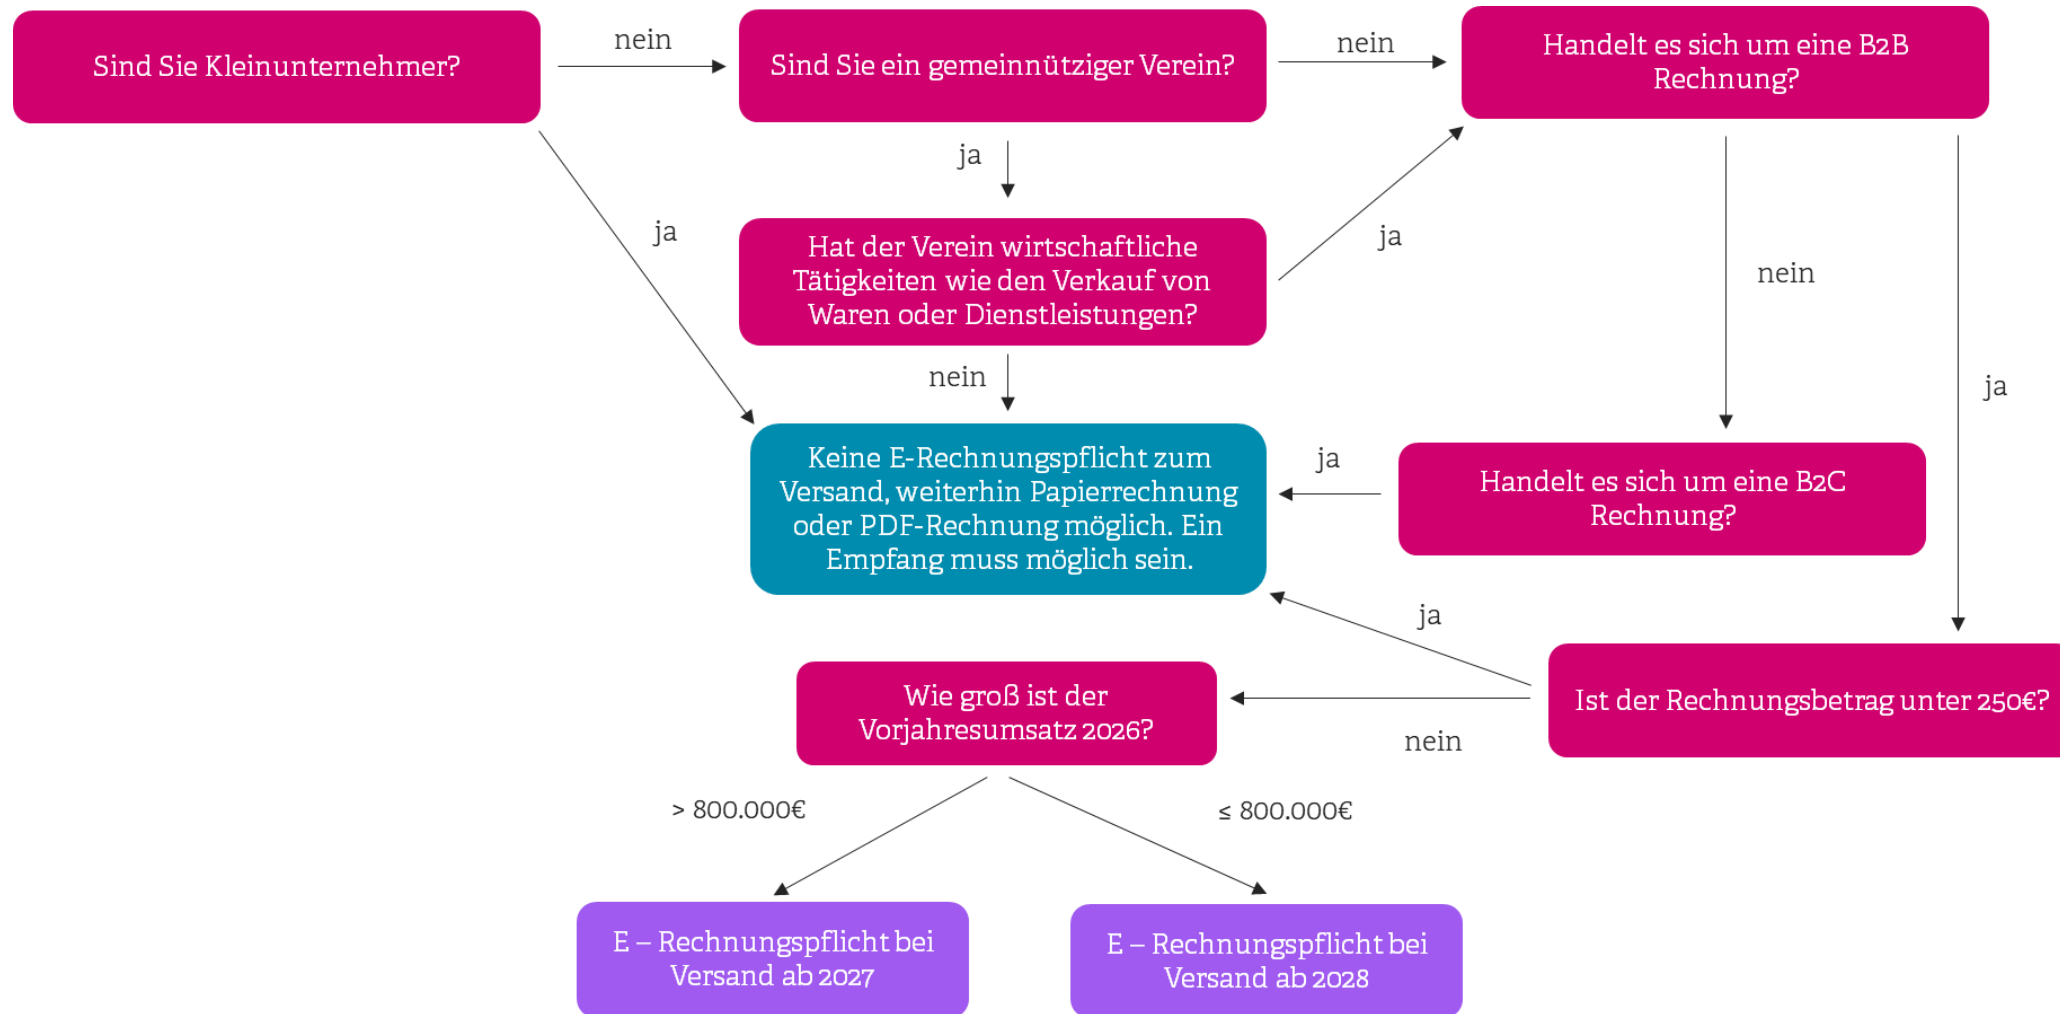 Sind Sie Kleinunternehmer?
nein
Sind Sie ein gemeinnütziger Verein?
nein
Handelt es sich um eine B2B
Rechnung?
ja
ja
Hat der Verein wirtschaftliche
Tätigkeiten wie den Verkauf von
Waren oder Dienstleistungen?
ja
nein
ja
nein
Keine E-Rechnungspflicht zum
Versand, weiterhin Papierrechnung
oder PDF-Rechnung möglich. Ein
Empfang muss möglich sein.
ja
Handelt es sich um eine B2C
Rechnung?
ja
Ist der Rechnungsbetrag unter 250€?
nein
Wie groß ist der
Vorjahresumsatz 2026?
> 800.000€
≤ 800.000€
E – Rechnungspflicht bei
Versand ab 2027
E – Rechnungspflicht bei
Versand ab 2028